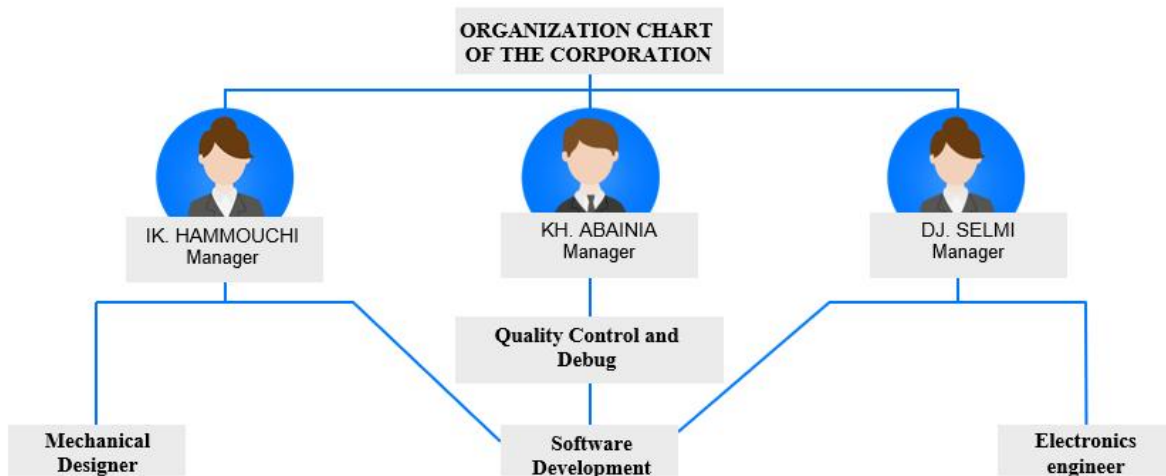 ORGANIZATION CHART
OF THE CORPORATION
IK. HAMMOUCHI
Manager
KH. ABAINIA
Manager
DJ. SELMI
Manager
Quality Control and
Debug
Mechanical
Designer
Software
Development
Electronics
engineer